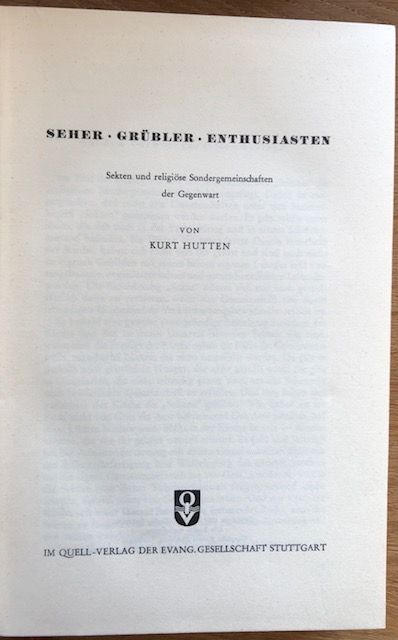 SEHER · GRÜBLER · ENTHUSIASTEN
Sekten und religiöse Sondergemeinschaften
der Gegenwart
VON
KURT HUTTEN
IM QUELL-VERLAG DER EVANG. GESELLSCHAFT STUTTGART